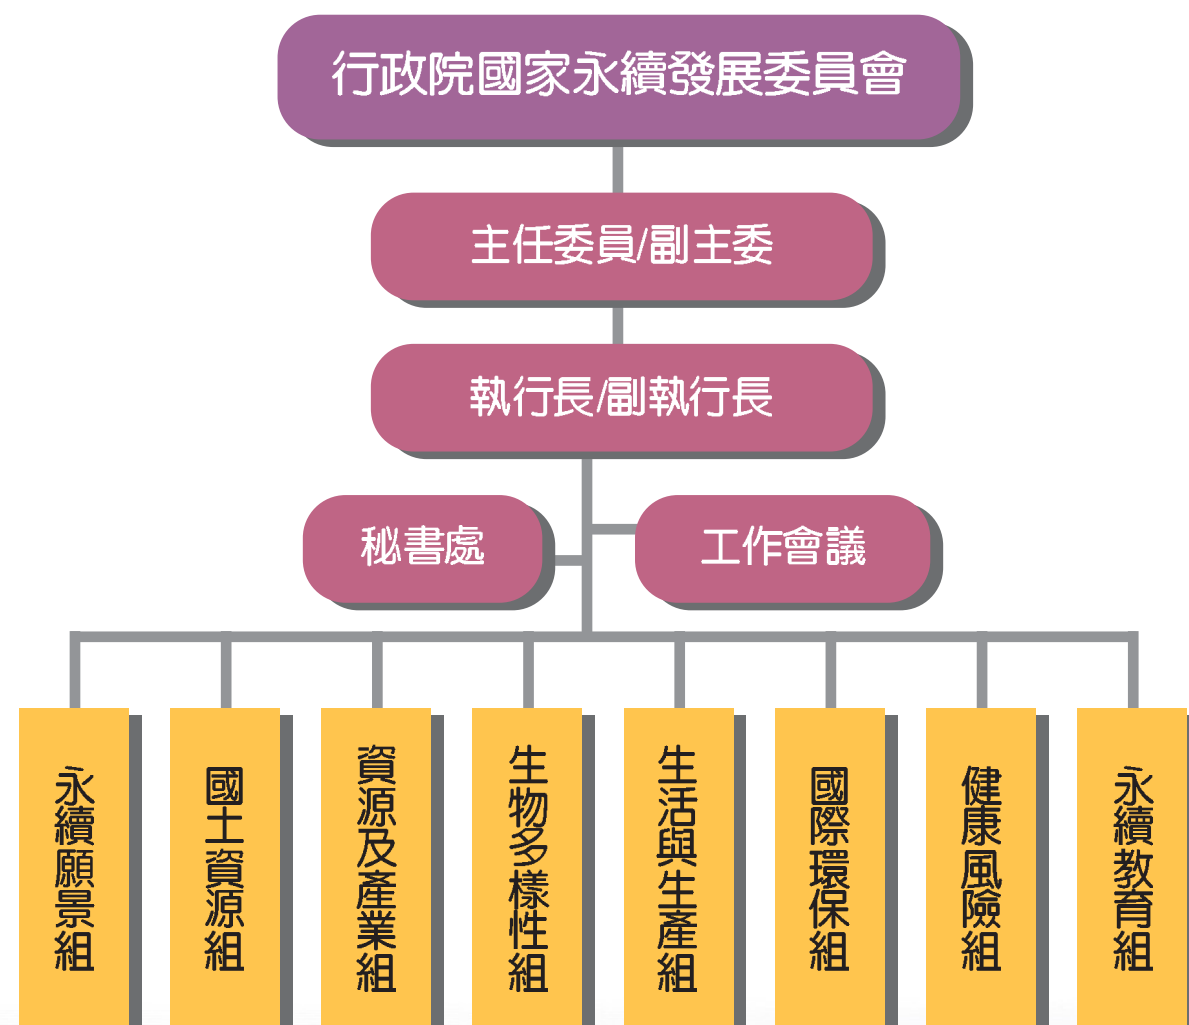 行政院國家永續發展委員會
主任委員/副主委
執行長/副執行長
秘書處
工作會議
永續願景組
國土資源組
資源及產業組
生物多樣性組
生活與生產組
國際環保組
健康風險組
永續教育組